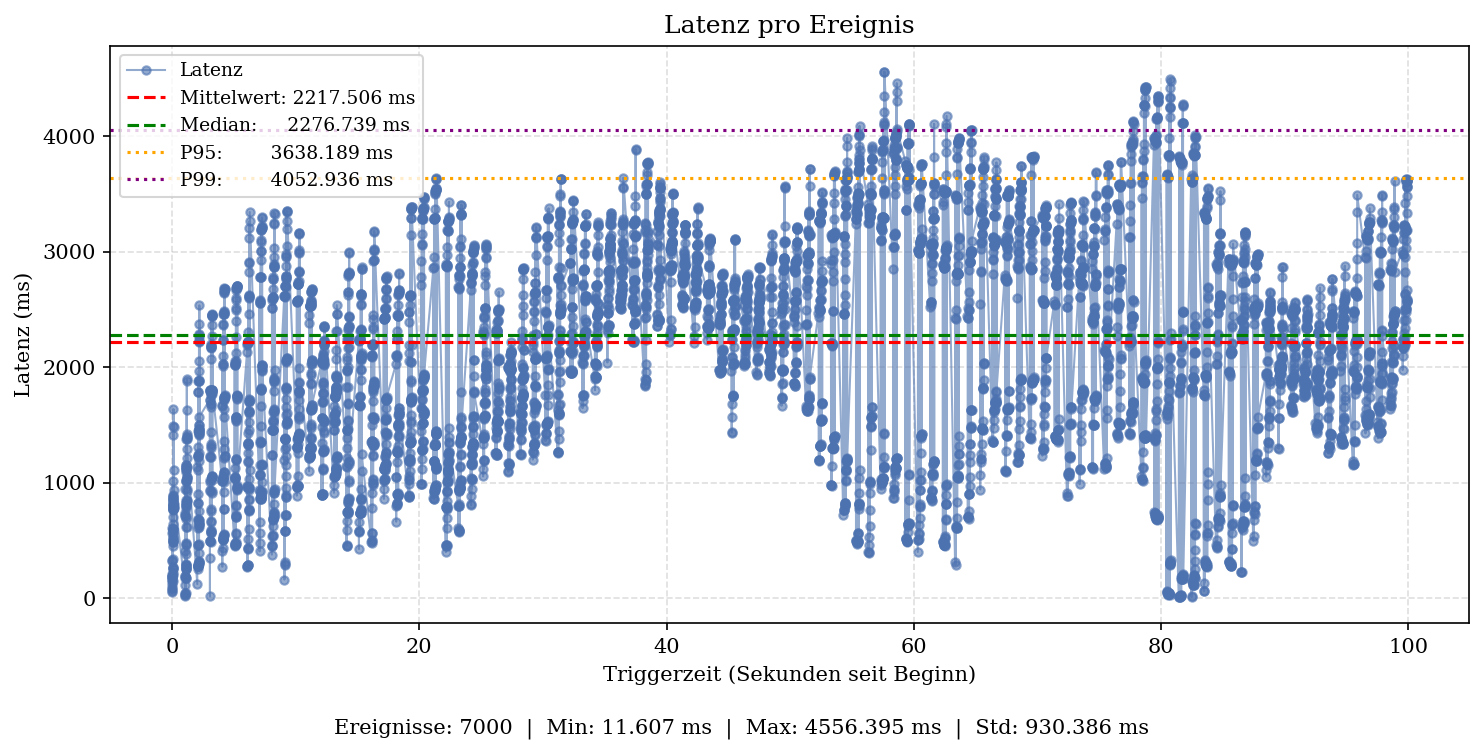 Latenz pro Ereignis
Latenz
Mittelwert: 2217.506 ms
Median: 2276.739 ms
P95: 3638.189 ms
P99: 4052.936 ms
4000
3000
2000
1000
0
Latenz (ms)
0 20 40 60 80 100
Triggerzeit (Sekunden seit Beginn)
Ereignisse: 7000 | Min: 11.607 ms | Max: 4556.395 ms | Std: 930.386 ms